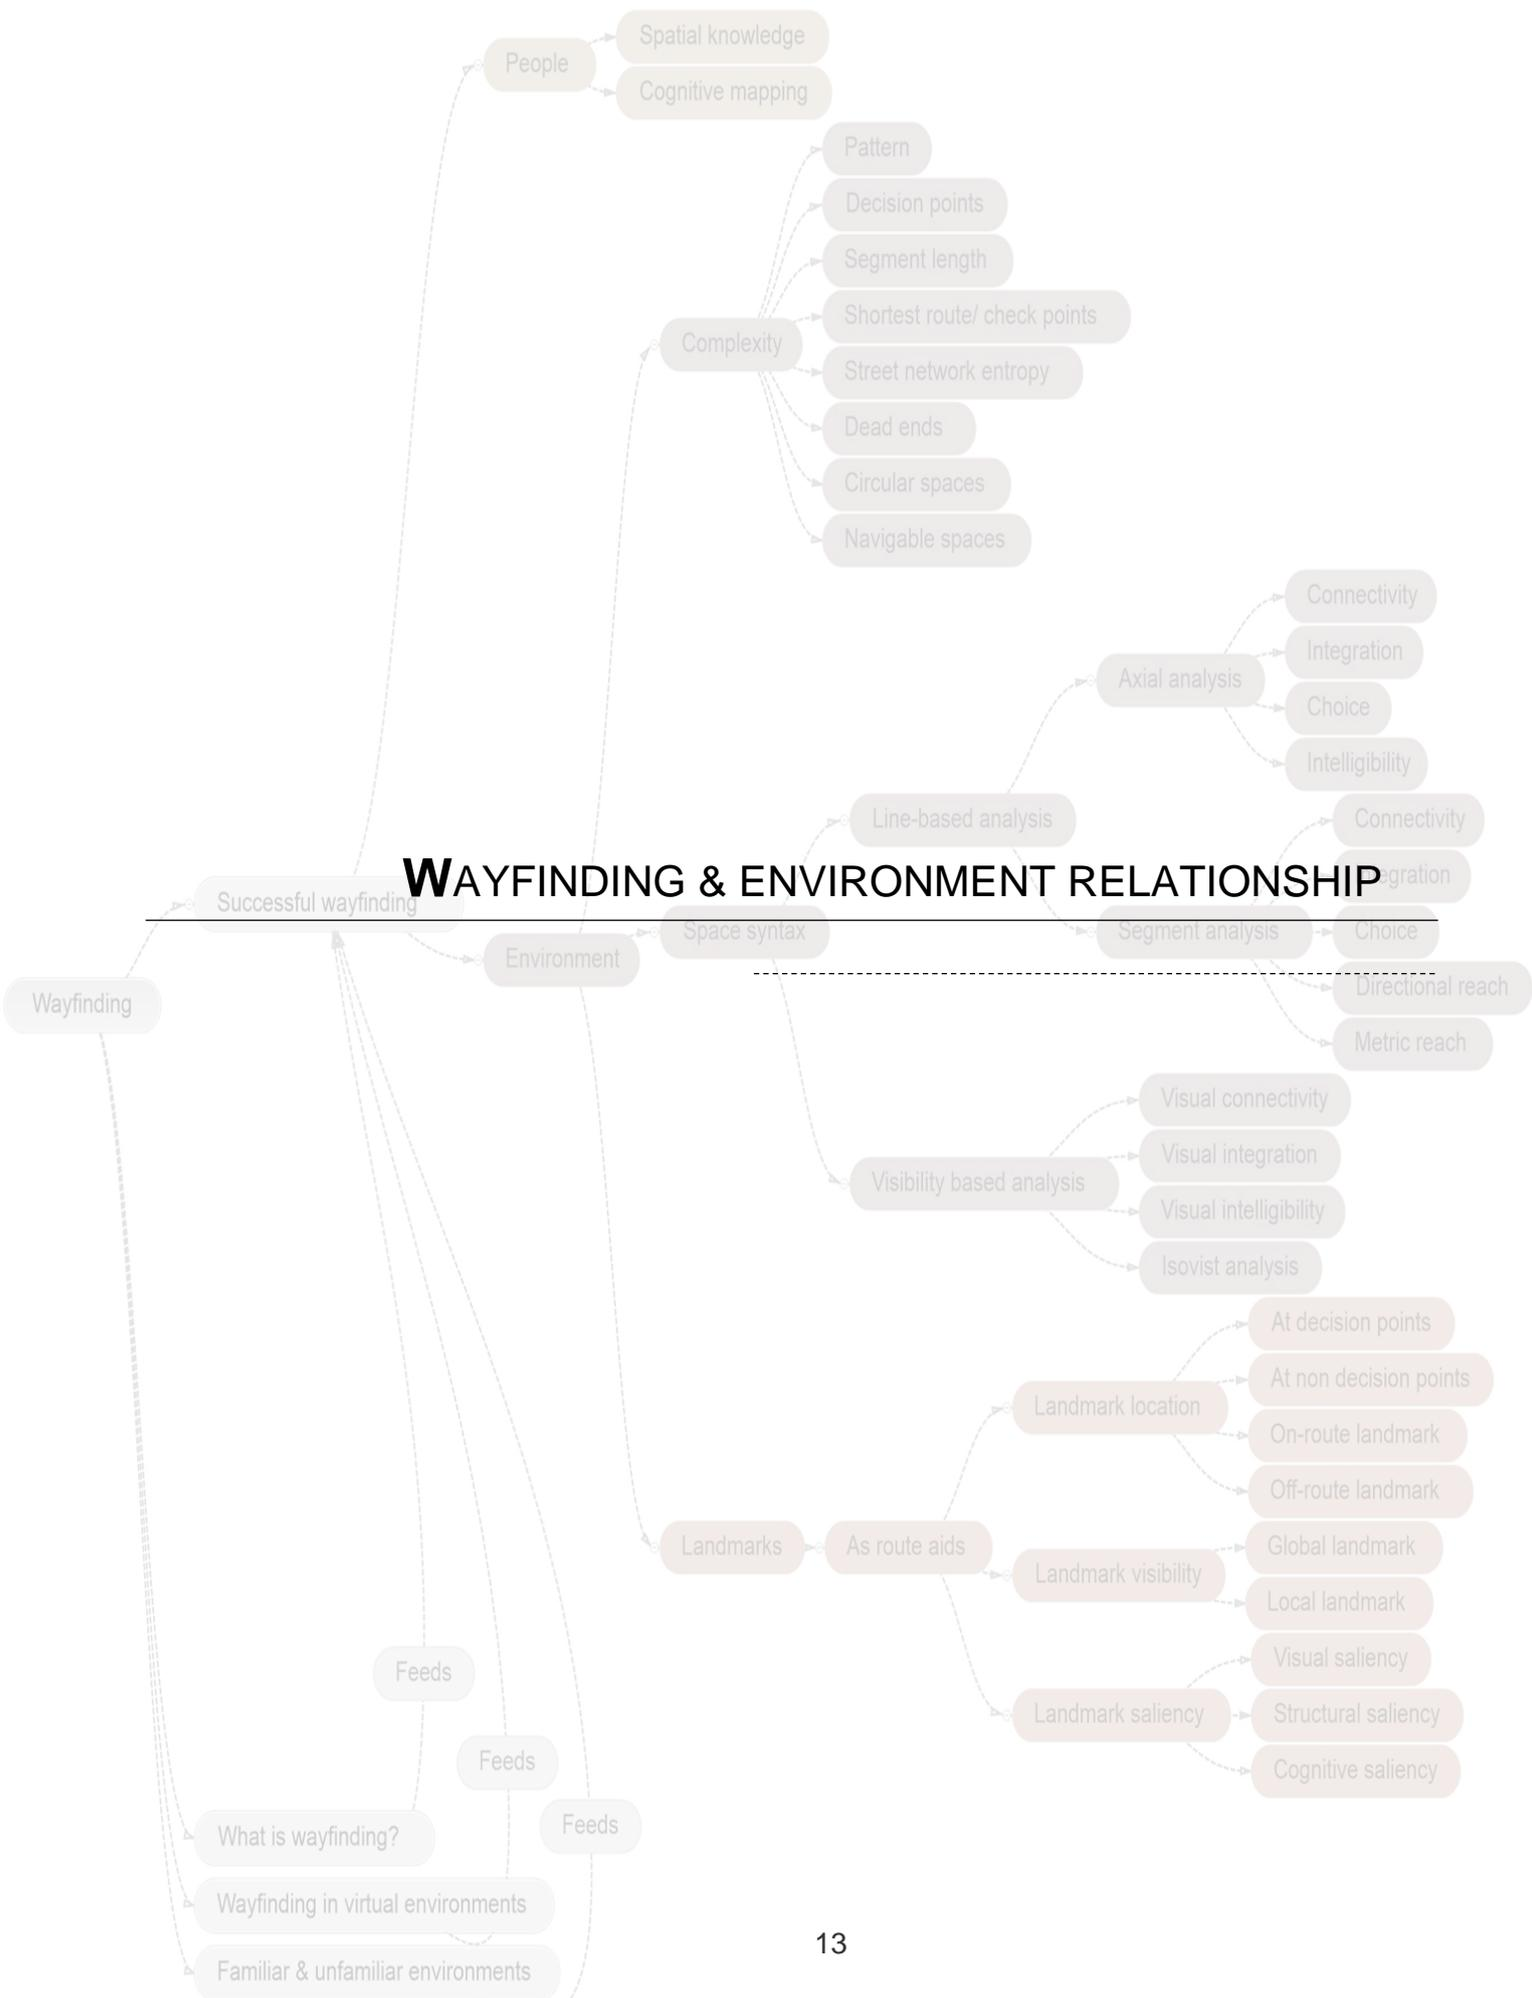 Spatial knowledge
People
Cognitive mapping
Pattern
Decision points
Segment length
Shortest route/ check points
Complexity
Street network entropy
Dead ends
Circular spaces
Navigable spaces
Connectivity
Integration
Axial analysis
Choice
Intelligibility
Line-based analysis
Connectivity
WAYFINDING & ENVIRONMENT RELATIONSHIP
Integration
Successful wayfinding
Space syntax
Segment analysis
Choice
Environment
Directional reach
Wayfinding
Metric reach
Visual connectivity
Visual integration
Visibility based analysis
Visual intelligibility
Isovist analysis
At decision points
At non decision points
Landmark location
On-route landmark
Off-route landmark
Landmarks
As route aids
Global landmark
Landmark visibility
Local landmark
Visual saliency
Feeds
Landmark saliency
Structural saliency
Feeds
Cognitive saliency
Feeds
What is wayfinding?
Wayfinding in virtual environments
13
Familiar & unfamiliar environments